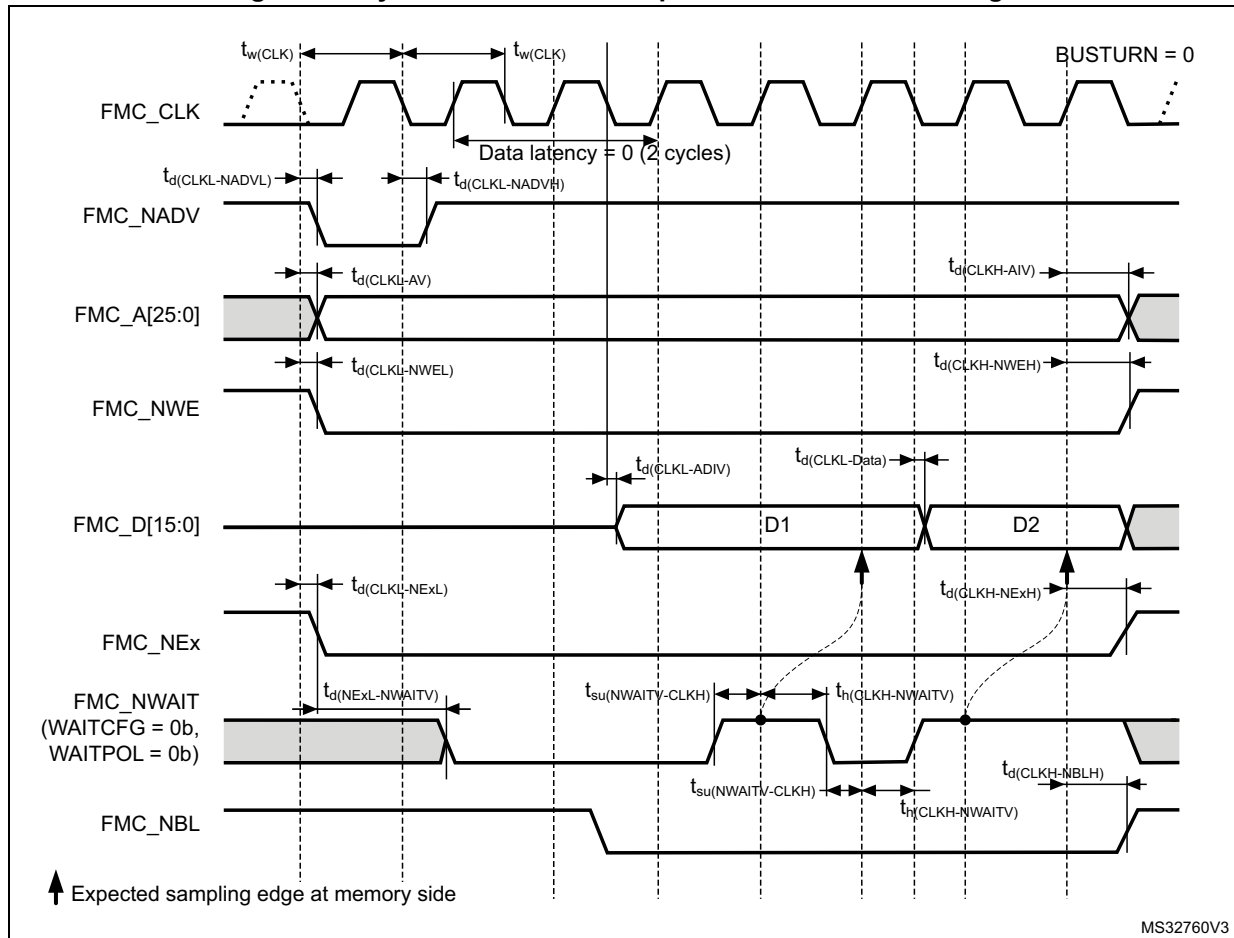 tw(CLK) tw(CLK) BUSTURN = 0
FMC_CLK
Data latency = 0 (2 cycles)
td(CLKL-NADVL) td(CLKL-NADVH)
FMC_NADV
td(CLKL-AV) td(CLKH-AIV)
FMC_A[25:0]
td(CLKL-NWEL) td(CLKH-NWEH)
FMC_NWE
td(CLKL-ADIV) td(CLKL-Data)
FMC_D[15:0] D1 D2
td(CLKL-NExL) td(CLKH-NExH)
FMC_NEx
td(NExL-NWAITV) tsu(NWAITV-CLKH) th(CLKH-NWAITV)
FMC_NWAIT
(WAITCFG = 0b,
WAITPOL = 0b)
tsu(NWAITV-CLKH) th(CLKH-NWAITV) td(CLKH-NBLH)
FMC_NBL
Expected sampling edge at memory side
MS32760V3